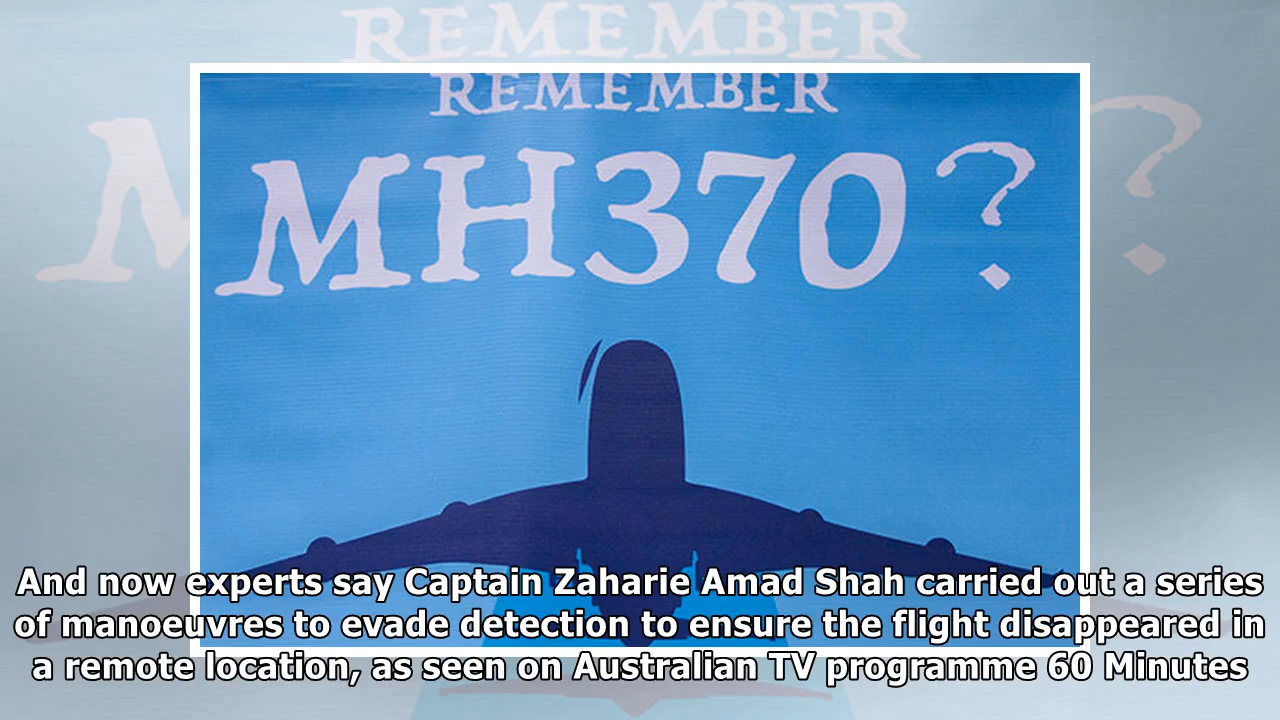 REMEMBER
REMEMBER
MH370?
?
And now experts say Captain Zaharie Amad Shah carried out a series
of manoeuvres to evade detection to ensure the flight disappeared in
a remote location, as seen on Australian TV programme 60 Minutes